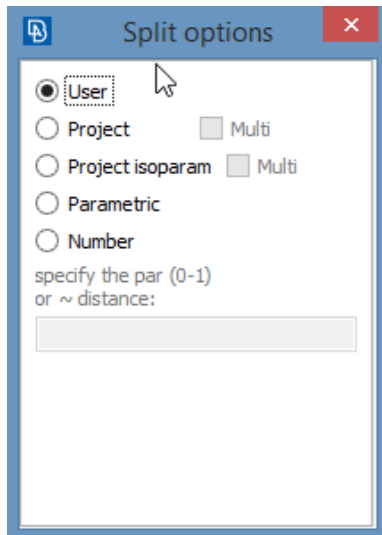 Split options
User
Project Multi
Project isoparam Multi
Parametric
Number
specify the par (0-1)
or ~ distance: